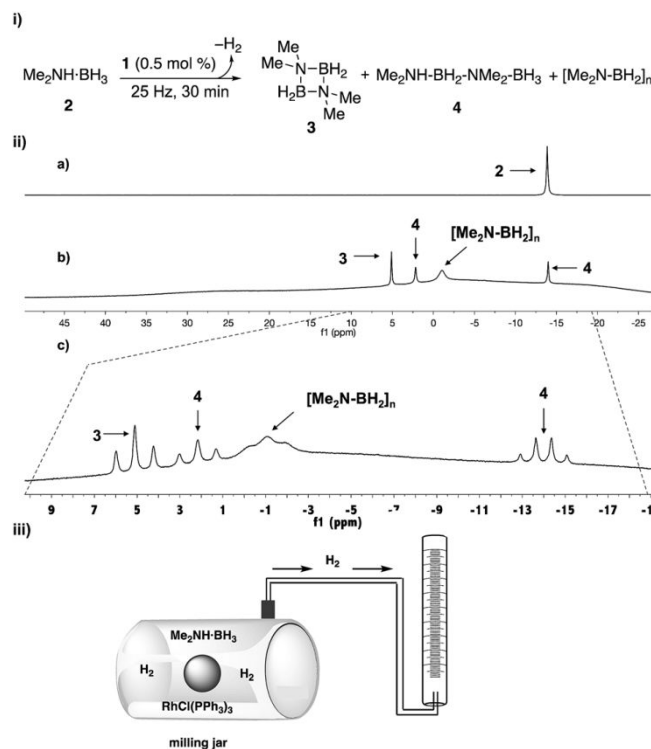 i)
Me₂NH·BH₃ 1 (0.5 mol %) –H₂ Me Me N BH₂ H₂B N Me Me + Me₂NH-BH₂-NMe₂-BH₃ + [Me₂N-BH₂]ₙ
25 Hz, 30 min
2 3 4
ii)
a)
2
b)
3 4 [Me₂N-BH₂]ₙ 4
45 40 35 30 25 20 15 10 5 0 -5 -10 -15 -20 -25
f1 (ppm)
c)
3 4 [Me₂N-BH₂]ₙ 4
9 7 5 3 1 -1 -3 -5 -7 -9 -11 -13 -15 -17 -1
f1 (ppm)
iii)
H₂
Me₂NH·BH₃
H₂ H₂
RhCl(PPh₃)₃
milling jar